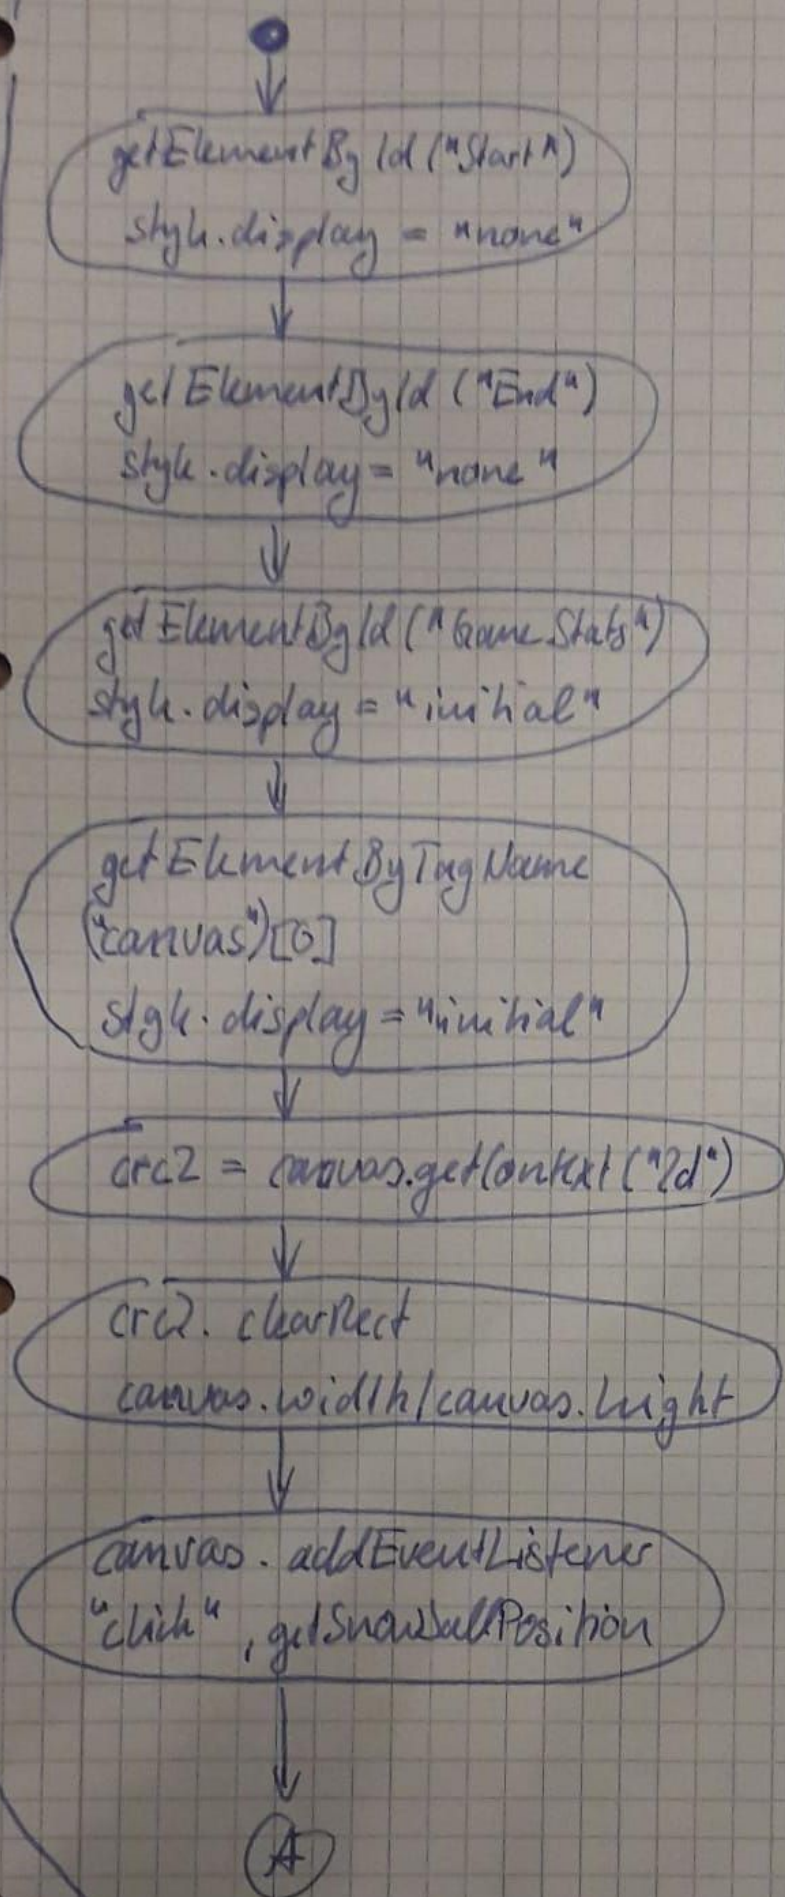 getElementById ("Start")
style.display = "none"
getElementById ("End")
style.display = "none"
getElementById ("GameStats")
style.display = "initial"
getElementByTagName
("canvas")[0]
style.display = "initial"
crc2 = canvas.getContext ("2d")
crc2. clearRect
canvas.width/canvas.hight
canvas.addEventListener
"click", getSnowballPosition
A